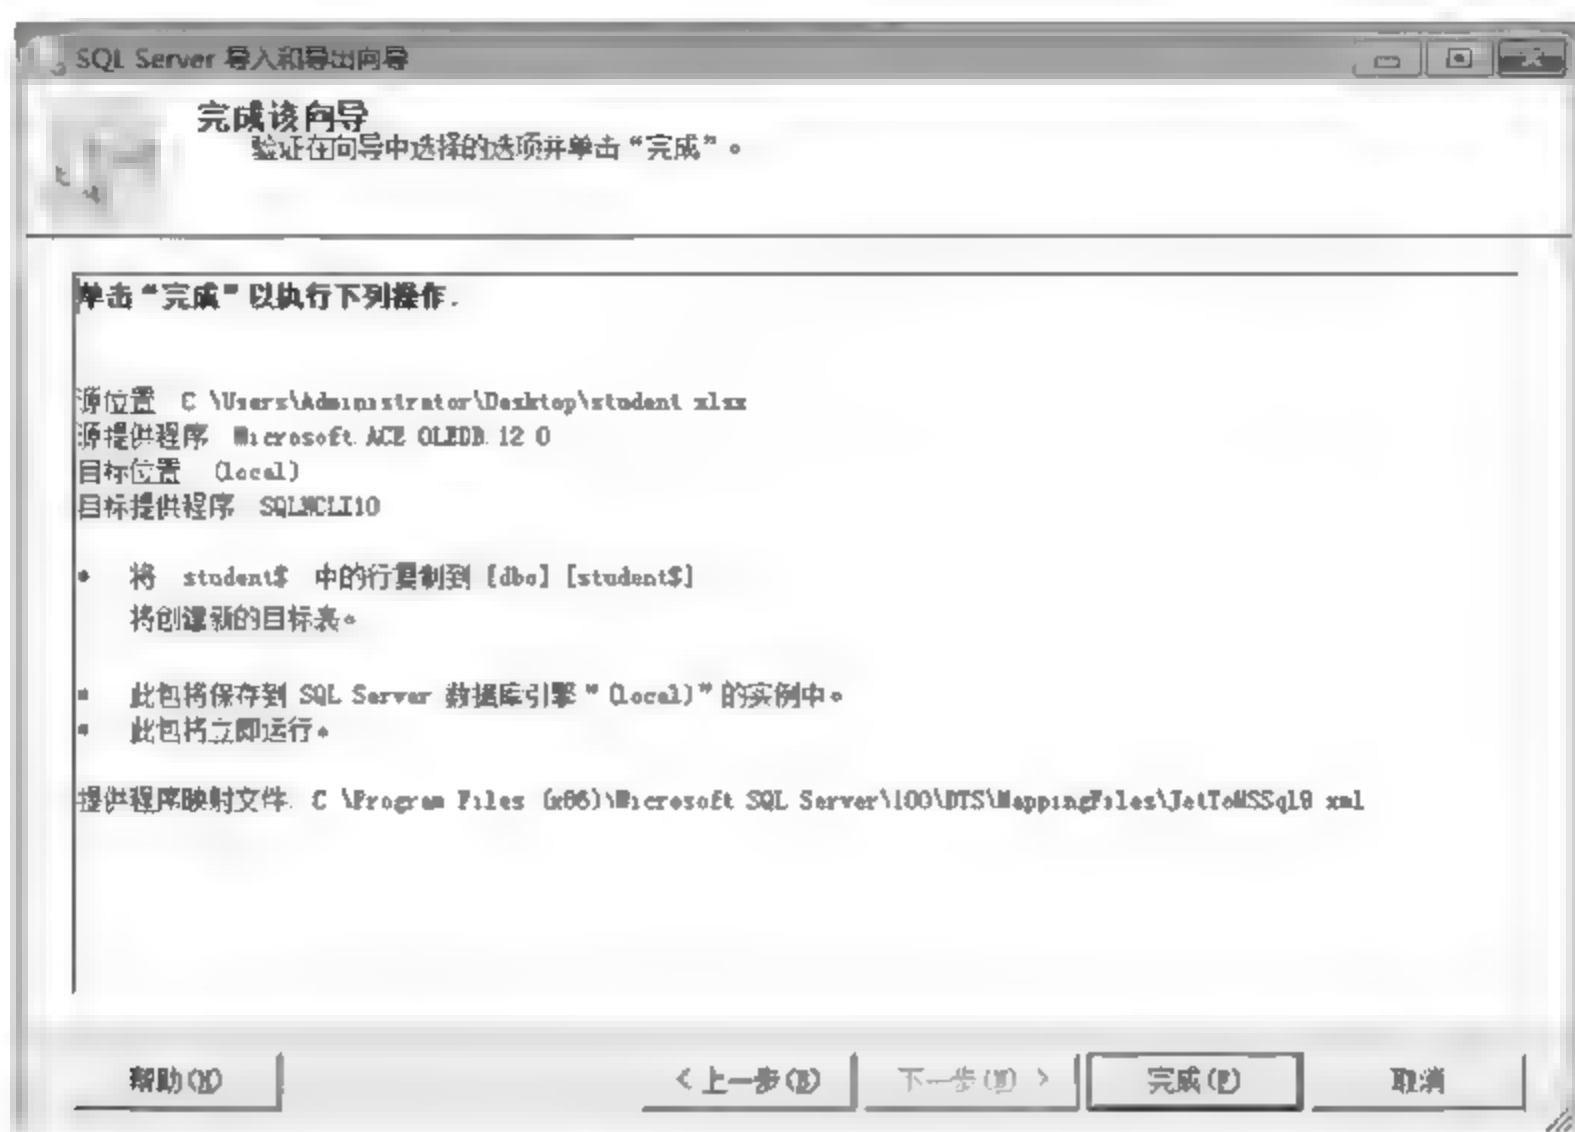 SQL Server 导入和导出向导
完成该向导
验证在向导中选择的选项并单击“完成”。
单击“完成”以执行下列操作.
源位置 C \Users\Administrator\Desktop\student xlsx
源提供程序 Microsoft ACE OLEDB 12 0
目标位置 (local)
目标提供程序 SQLNCLI10
将 student$ 中的行复制到 [dbo] [student$]
将创建新的目标表。
此包将保存到 SQL Server 数据库引擎“(local)”的实例中。
此包将立即运行。
提供程序映射文件 C \Program Files (x86)\Microsoft SQL Server\100\DTS\MappingFiles\JetToMSSql9 xml
帮助(H) <上一步(B) 下一步(N) > 完成(F) 取消